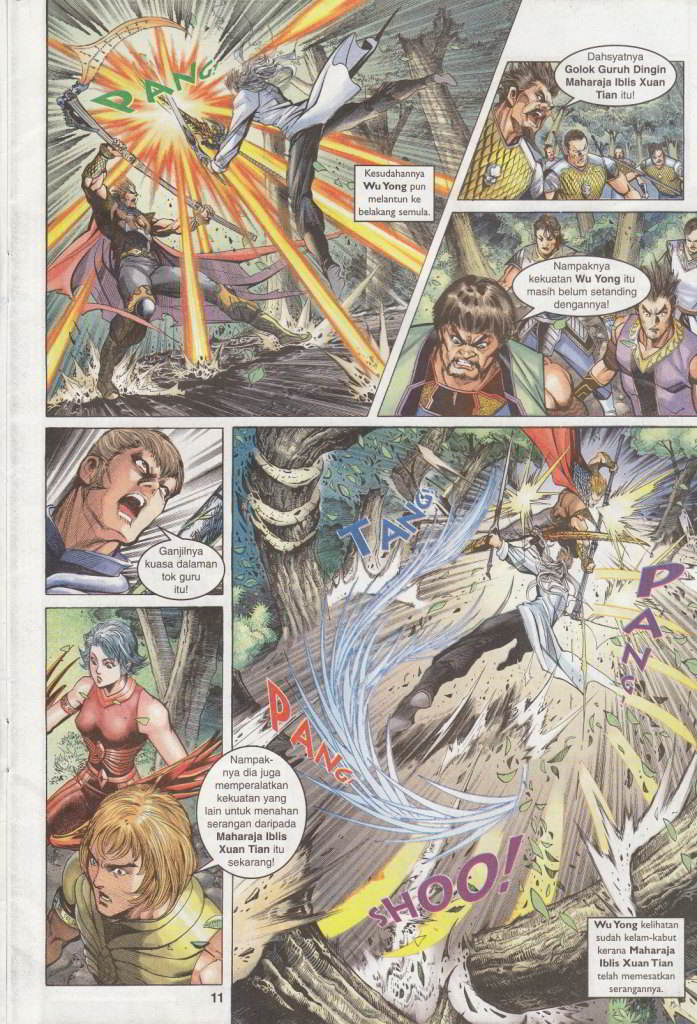 PANG!
Kesudahannya
Wu Yong pun
melantun ke
belakang semula.
Dahsyatnya
Golok Guruh Dingin
Maharaja Iblis Xuan
Tian itu!
Nampaknya
kekuatan Wu Yong itu
masih belum setanding
dengannya!
Ganjilnya
kuasa dalaman
tok guru
itu!
TANG!
PANG!
PANG!
SHOO!
Nampak-
nya dia juga
memperalatkan
kekuatan yang
lain untuk menahan
serangan daripada
Maharaja Iblis
Xuan Tian itu
sekarang!
Wu Yong kelihatan
sudah kelam-kabut
kerana Maharaja
Iblis Xuan Tian
telah memesatkan
serangannya.
11